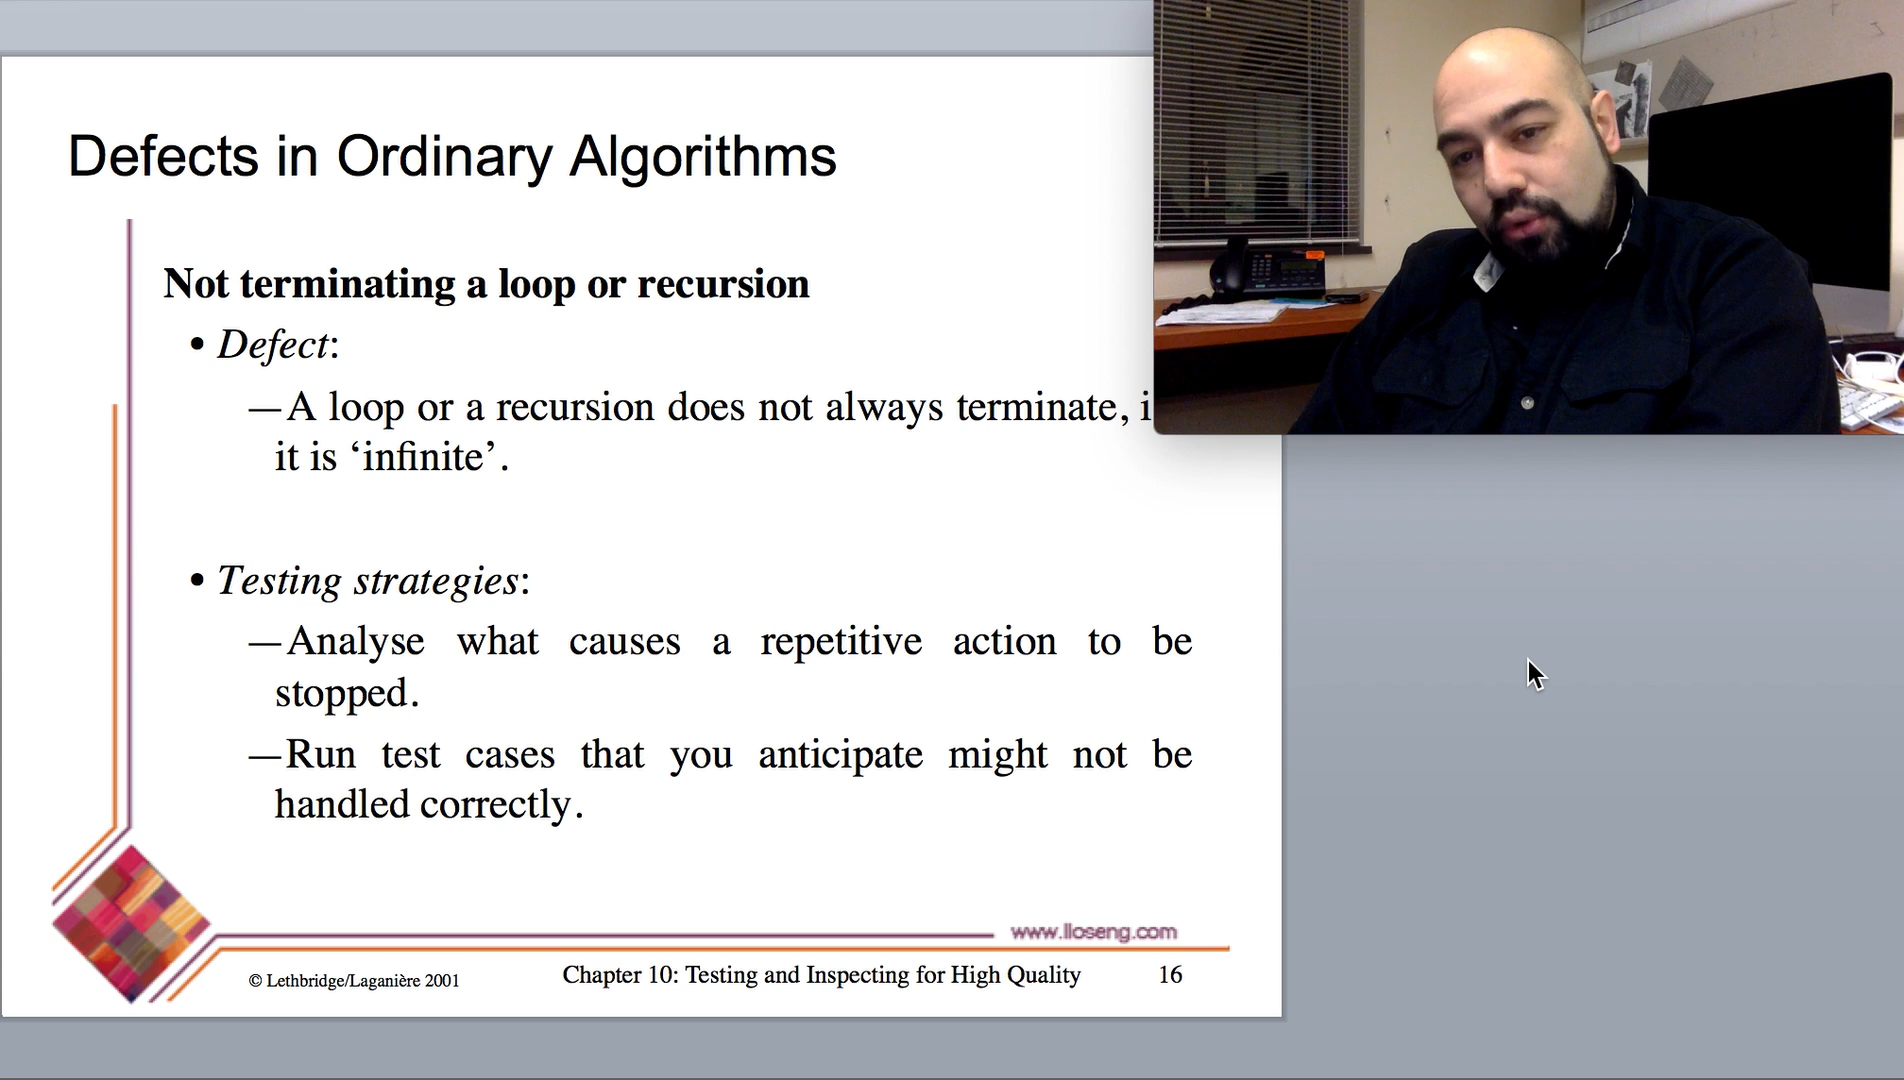 Defects in Ordinary Algorithms
Not terminating a loop or recursion
• Defect:
—A loop or a recursion does not always terminate,
it is ‘infinite’.
• Testing strategies:
—Analyse what causes a repetitive action to be
stopped.
—Run test cases that you anticipate might not be
handled correctly.
www.lloseng.com
© Lethbridge/Laganière 2001
Chapter 10: Testing and Inspecting for High Quality
16